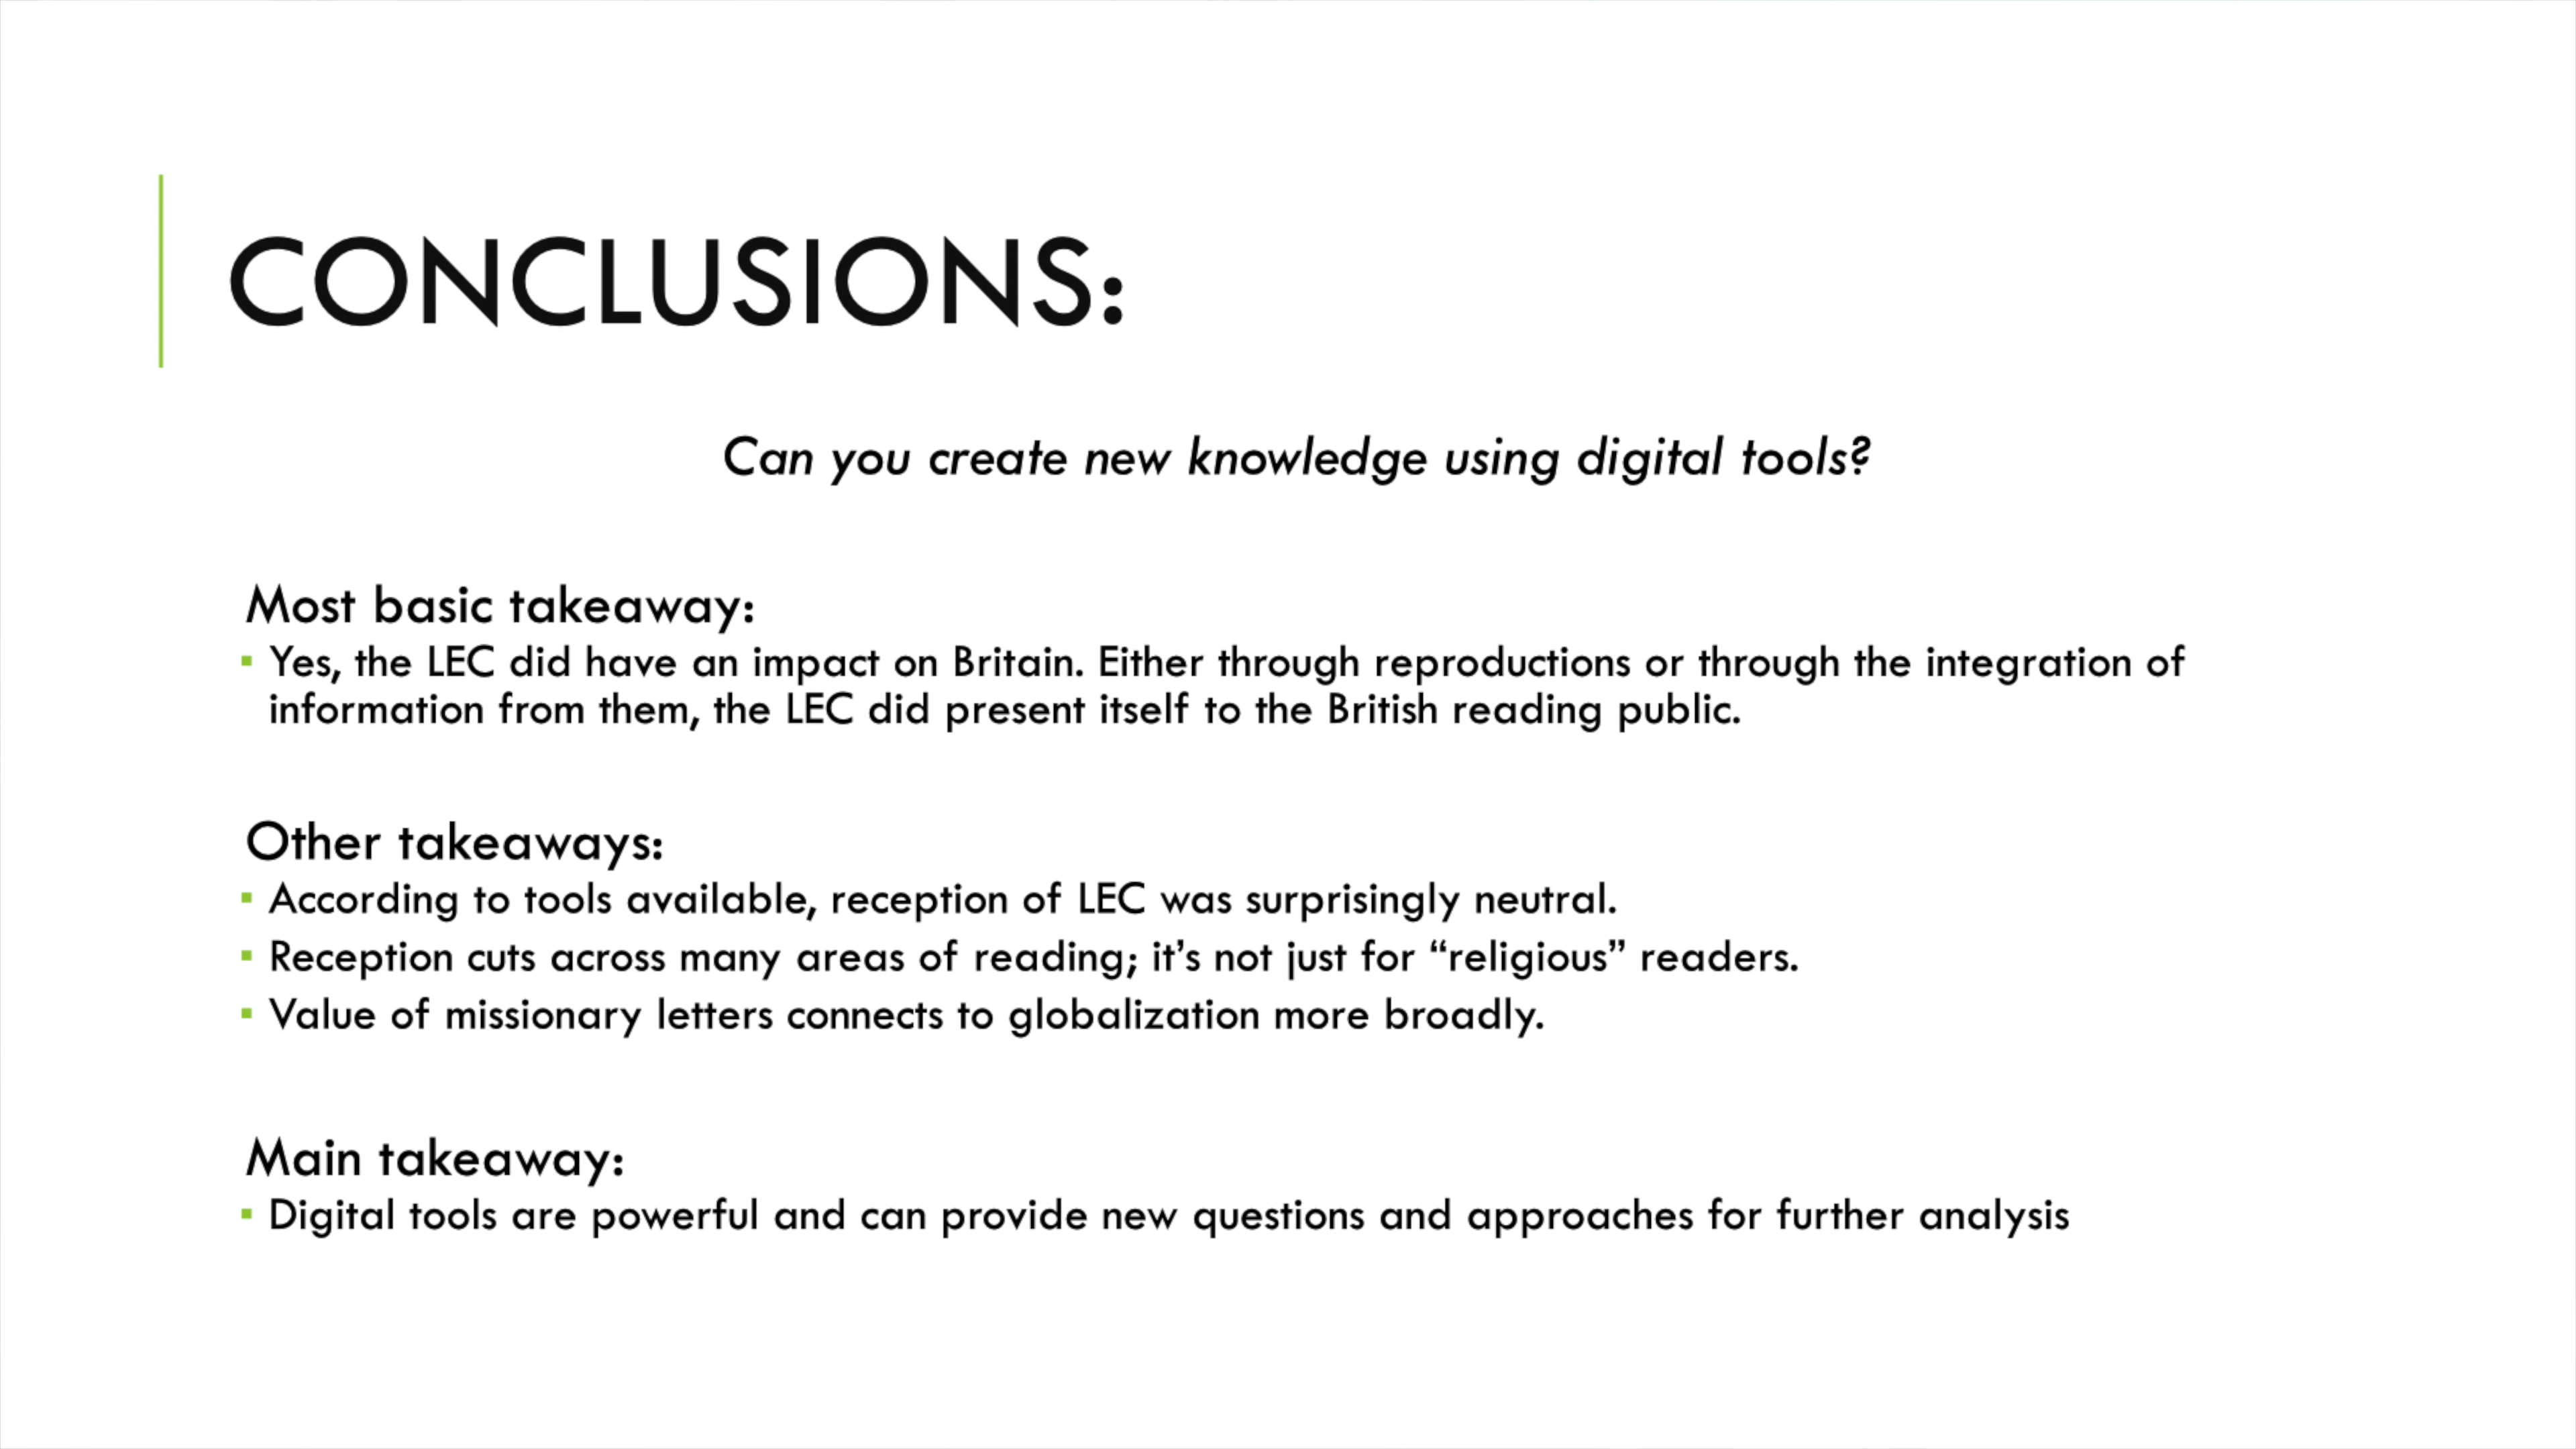 CONCLUSIONS:
Can you create new knowledge using digital tools?
Most basic takeaway:
▪ Yes, the LEC did have an impact on Britain. Either through reproductions or through the integration of
information from them, the LEC did present itself to the British reading public.
Other takeaways:
▪ According to tools available, reception of LEC was surprisingly neutral.
▪ Reception cuts across many areas of reading; it’s not just for “religious” readers.
▪ Value of missionary letters connects to globalization more broadly.
Main takeaway:
▪ Digital tools are powerful and can provide new questions and approaches for further analysis